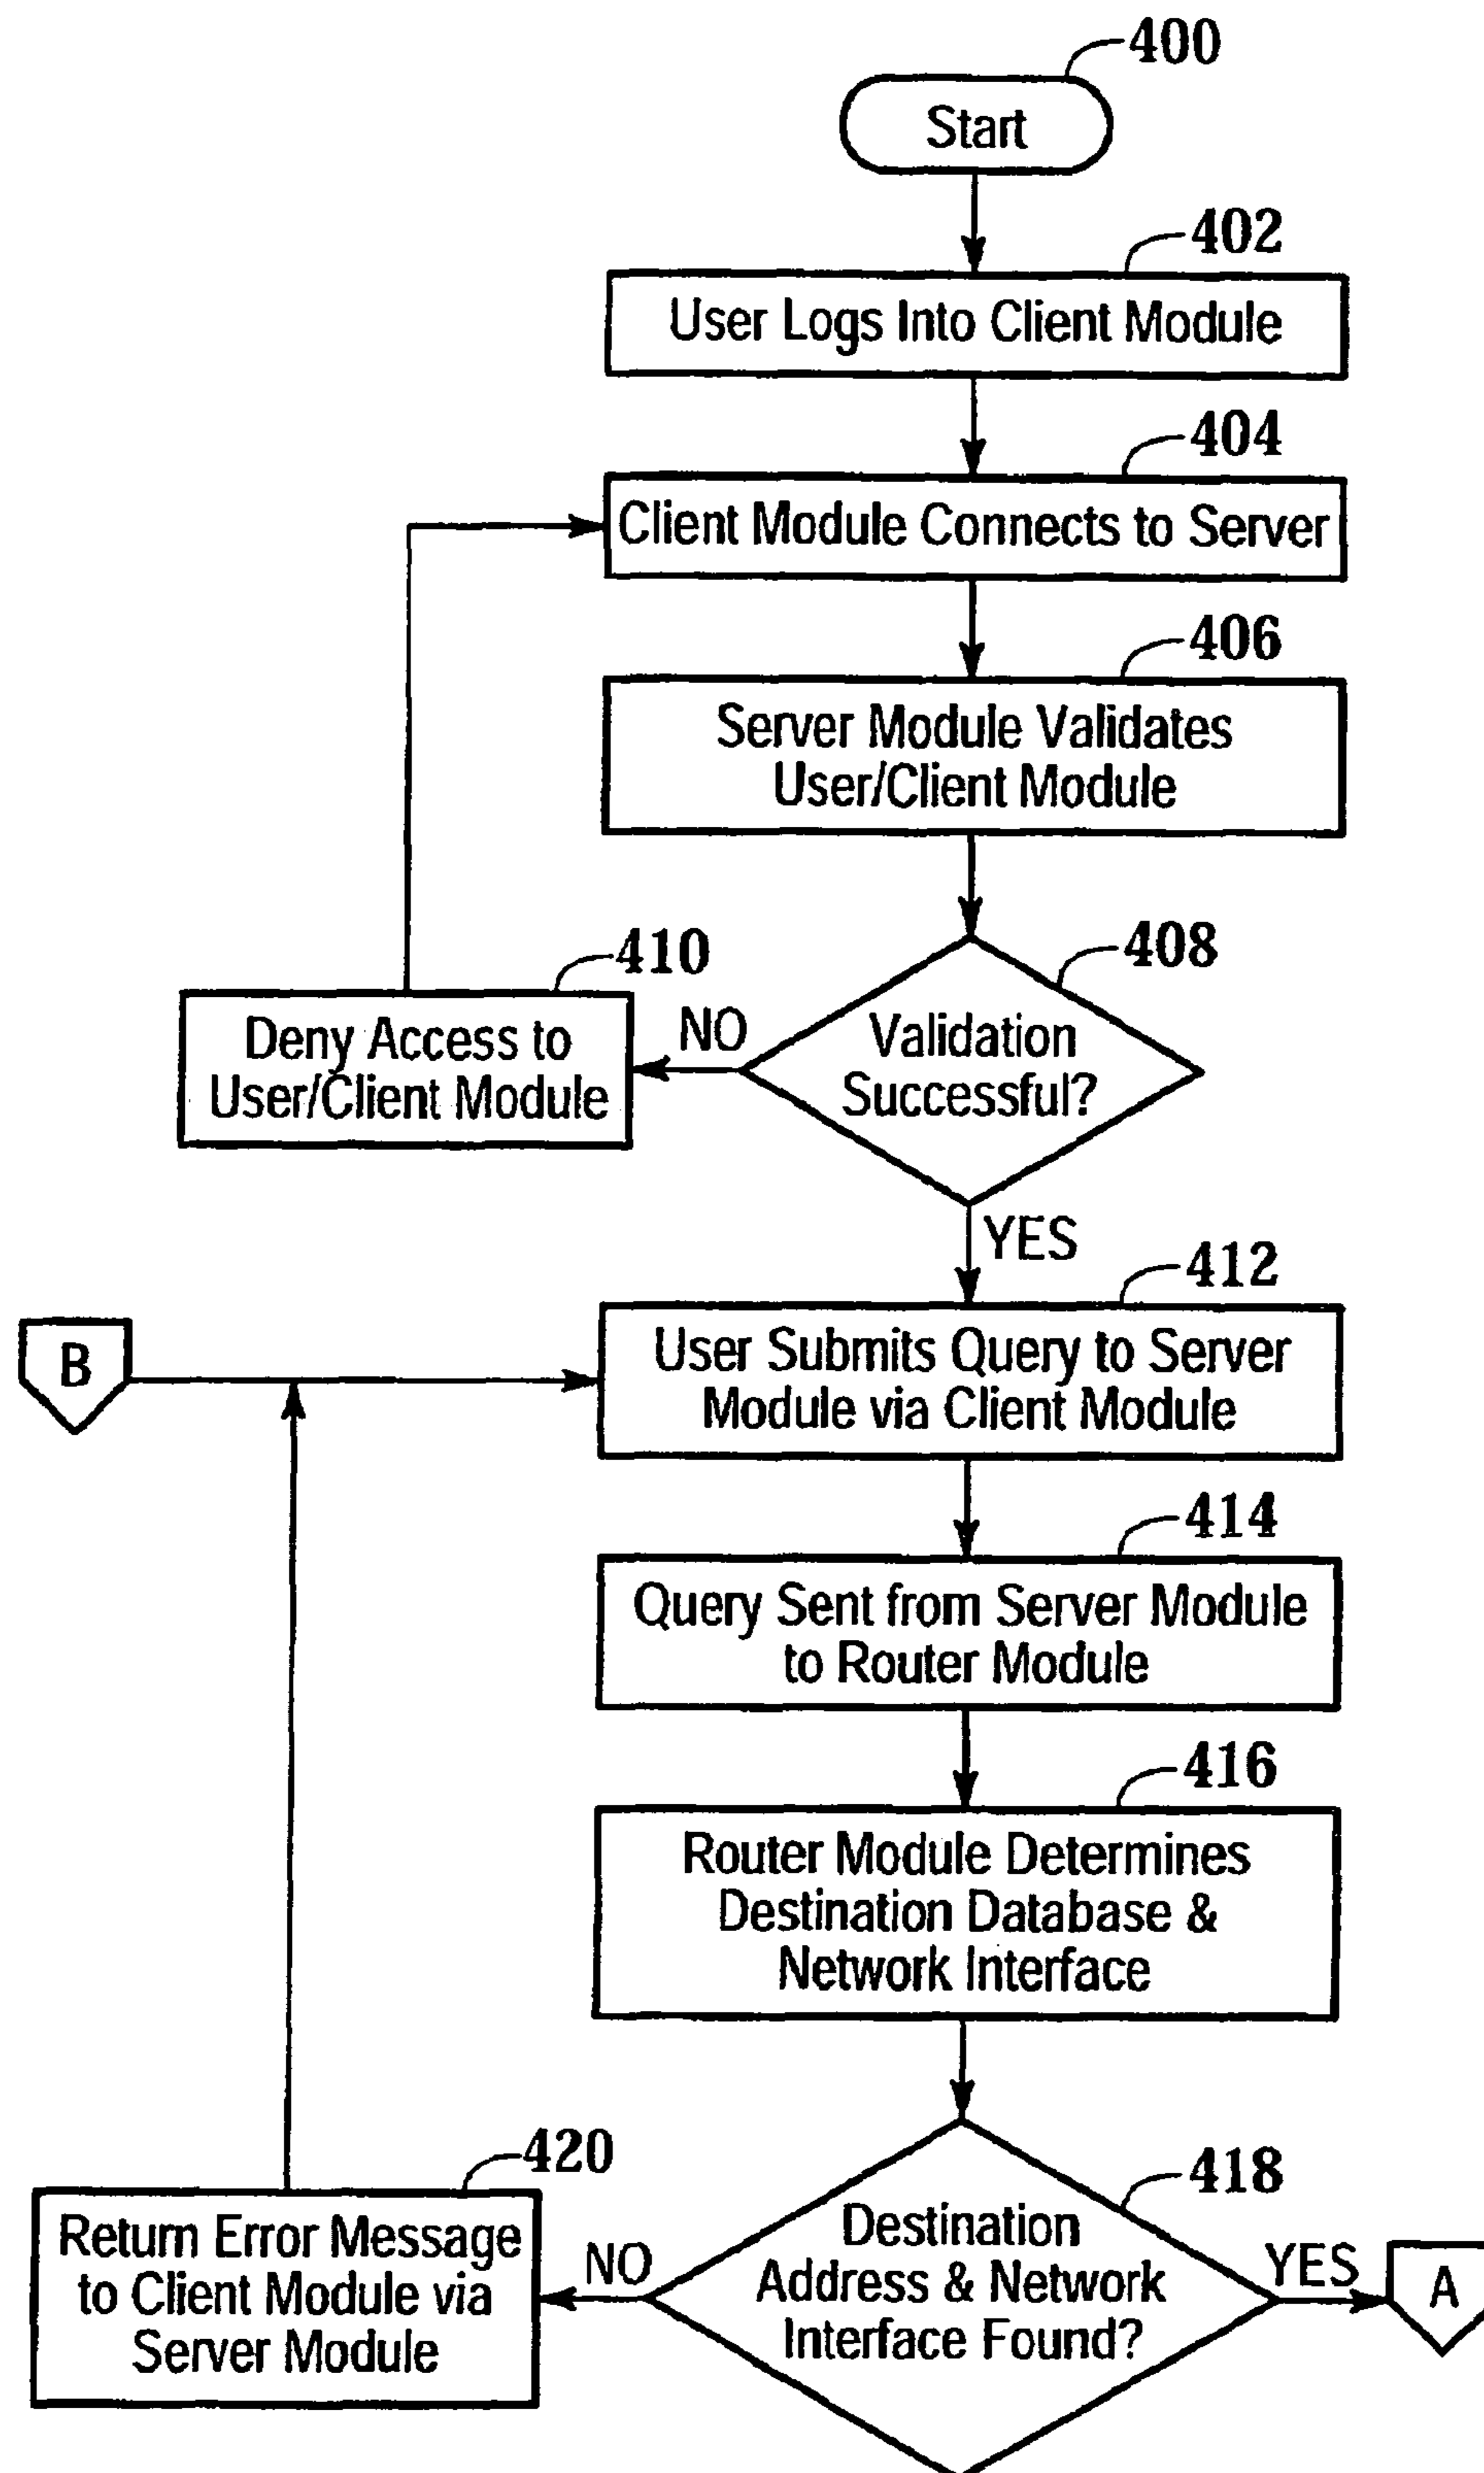 400
Start
402
User Logs Into Client Module
404
Client Module Connects to Server
406
Server Module Validates
User/Client Module
408
Validation
Successful?
NO
410
Deny Access to
User/Client Module
YES
412
B
User Submits Query to Server
Module via Client Module
414
Query Sent from Server Module
to Router Module
416
Router Module Determines
Destination Database &
Network Interface
418
Destination
Address & Network
Interface Found?
NO
420
Return Error Message
to Client Module via
Server Module
YES
A